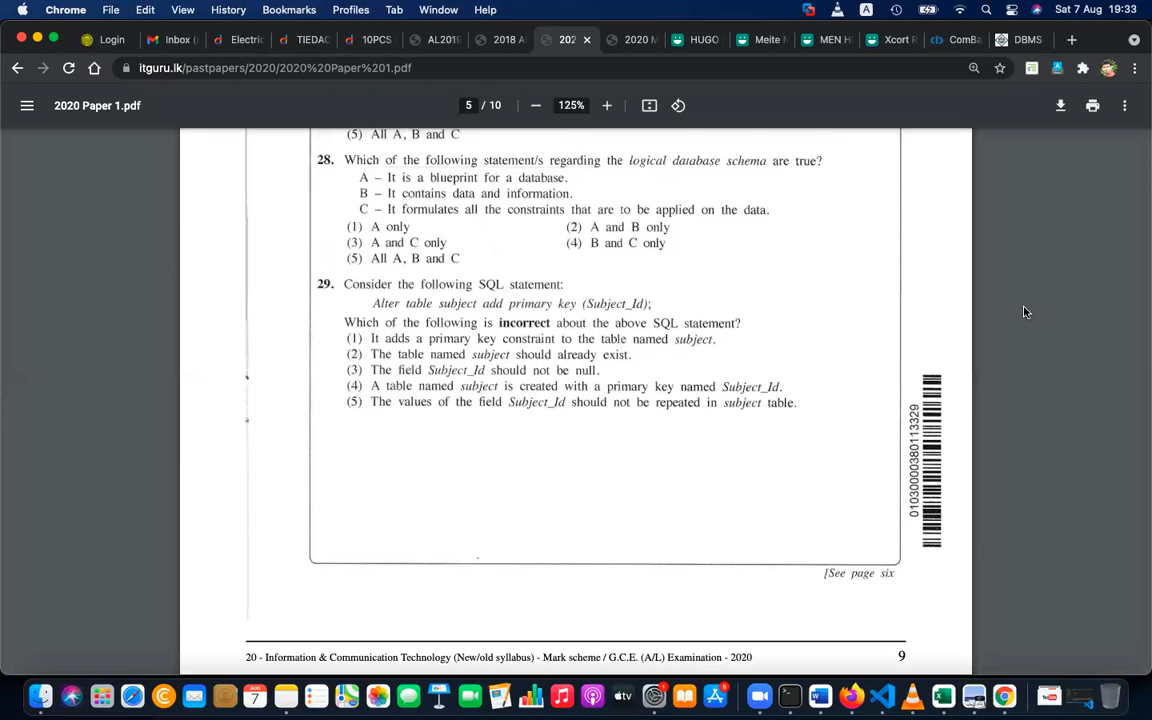 Chrome File Edit View History Bookmarks Profiles Tab Window Help A Sat 7 Aug 19:33
Login Inbox ( Electric TIEDAC 10PCS AL2019 2018 A 202 2020 M HUGO Meite N MEN H Xcort R ComBa DBMS
itguru.lk/pastpapers/2020/2020%20Paper%201.pdf
2020 Paper 1.pdf 5 / 10 125%
(5) All A, B and C
28. Which of the following statement/s regarding the logical database schema are true?
A – It is a blueprint for a database.
B – It contains data and information.
C – It formulates all the constraints that are to be applied on the data.
(1) A only (2) A and B only
(3) A and C only (4) B and C only
(5) All A, B and C
29. Consider the following SQL statement:
Alter table subject add primary key (Subject_Id);
Which of the following is incorrect about the above SQL statement?
(1) It adds a primary key constraint to the table named subject.
(2) The table named subject should already exist.
(3) The field Subject_Id should not be null.
(4) A table named subject is created with a primary key named Subject_Id.
(5) The values of the field Subject_Id should not be repeated in subject table.
01030000380113329
[See page six
20 - Information & Communication Technology (New/old syllabus) - Mark scheme / G.C.E. (A/L) Examination - 2020 9
AUG
7
tv